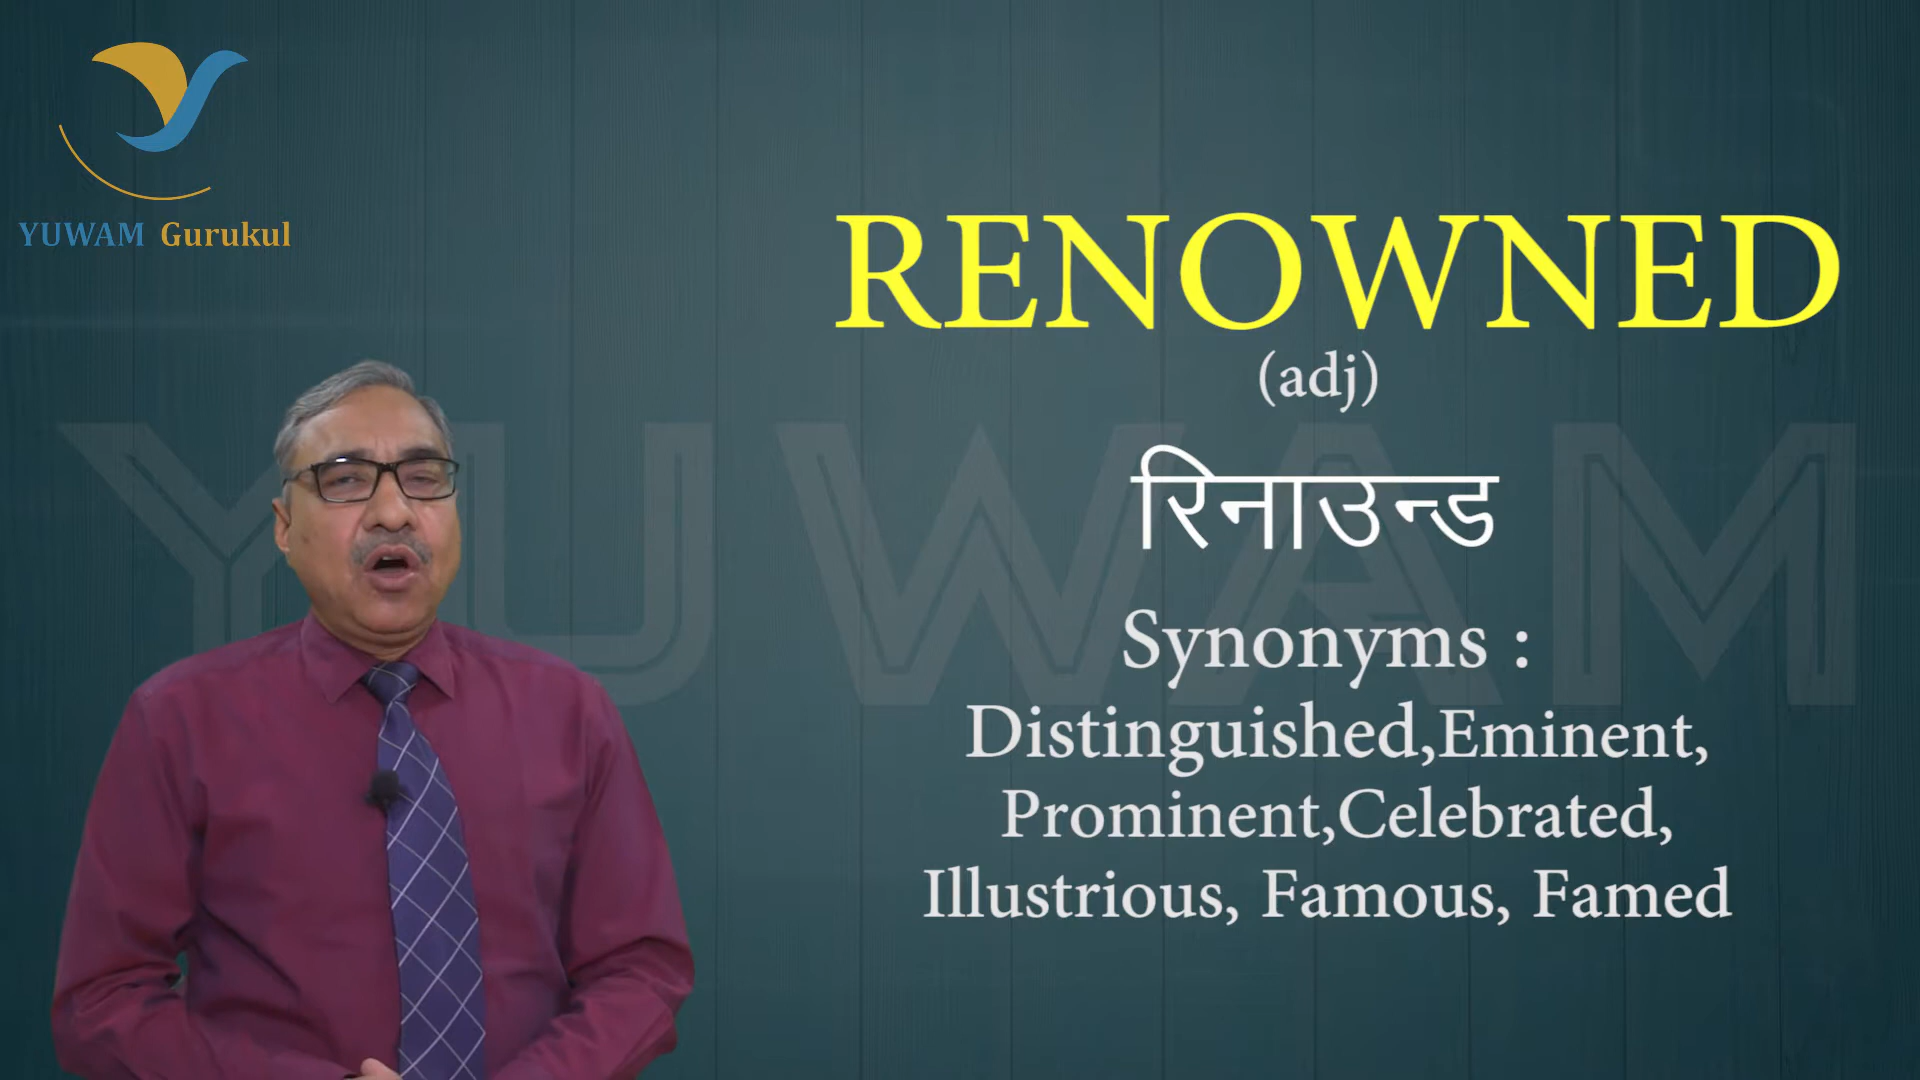 YUWAM Gurukul
RENOWNED
(adj)
रिनाउन्ड
YUWAM
Synonyms :
Distinguished,Eminent,
Prominent,Celebrated,
Illustrious, Famous, Famed